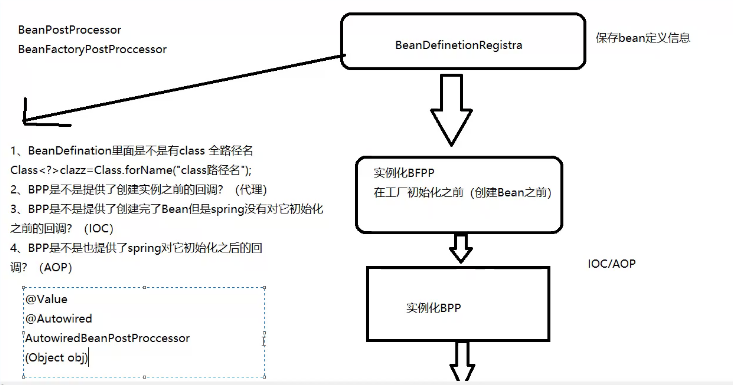 BeanPostProcessor
BeanFactoryPostProccessor
BeanDefinetionRegistra
保存bean定义信息
1、BeanDefination里面是不是有class 全路径名
Class<?>clazz=Class.forName("class路径名");
2、BPP是不是提供了创建实例之前的回调？（代理）
3、BPP是不是提供了创建完了Bean但是spring没有对它初始化
之前的回调？（IOC）
4、BPP是不是也提供了spring对它初始化之后的回
调？（AOP）
@Value
@Autowired
AutowiredBeanPostProccessor
(Object obj)
实例化BFPP
在工厂初始化之前（创建Bean之前）
IOC/AOP
实例化BPP